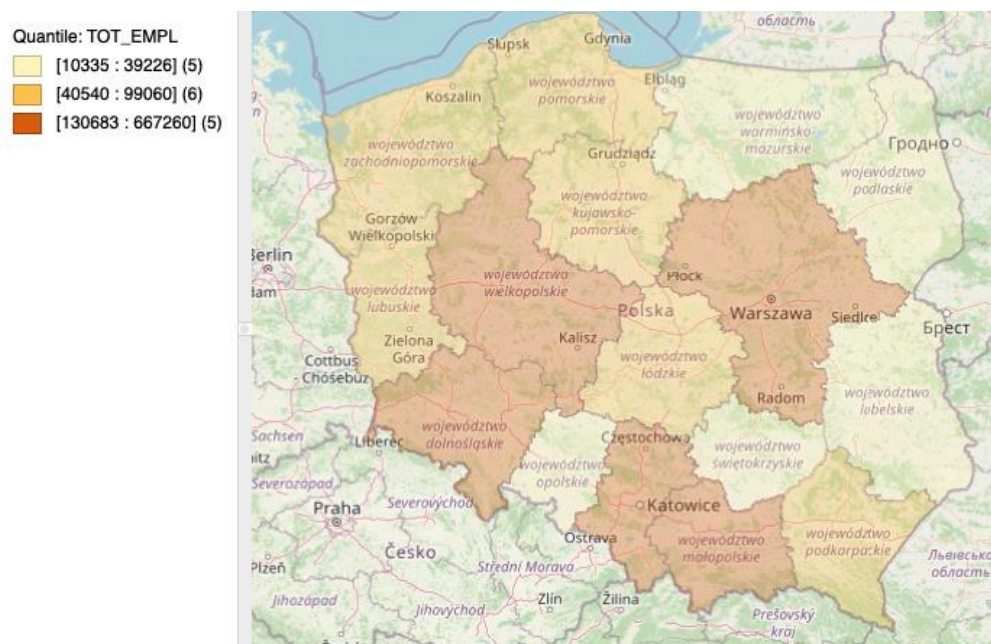 Quantile: TOT_EMPL
[10335 : 39226] (5)
[40540 : 99060] (6)
[130683 : 667260] (5)
область
Gdynia
Słupsk
Elbląg
Koszalin
województwo
pomorskie
województwo
warmińsko-
mazurskie
Гродно
województwo
zachodniopomorskie
Grudziądz
województwo
podlaskie
województwo
kujawsko-
pomorskie
Gorzów
Wielkopolski
Berlin
województwo
wielkopolskie
Płock
województwo
lubuskie
Polska
Warszawa
Siedlce
Брест
Kalisz
Zielona
Góra
województwo
łódzkie
Cottbus
- Chóśebuz
Radom
województwo
lubelskie
województwo
dolnośląskie
Częstochowa
Sachsen
Liberec
województwo
opolskie
województwo
świętokrzyskie
Severozápad
Severovýchod
Katowice
Praha
województwo
małopolskie
województwo
podkarpackie
Ostrava
Česko
Plzeň
Střední Morava
область
Jihozápad
Jihovýchod
Zlín
Žilina
Prešovský
kraj